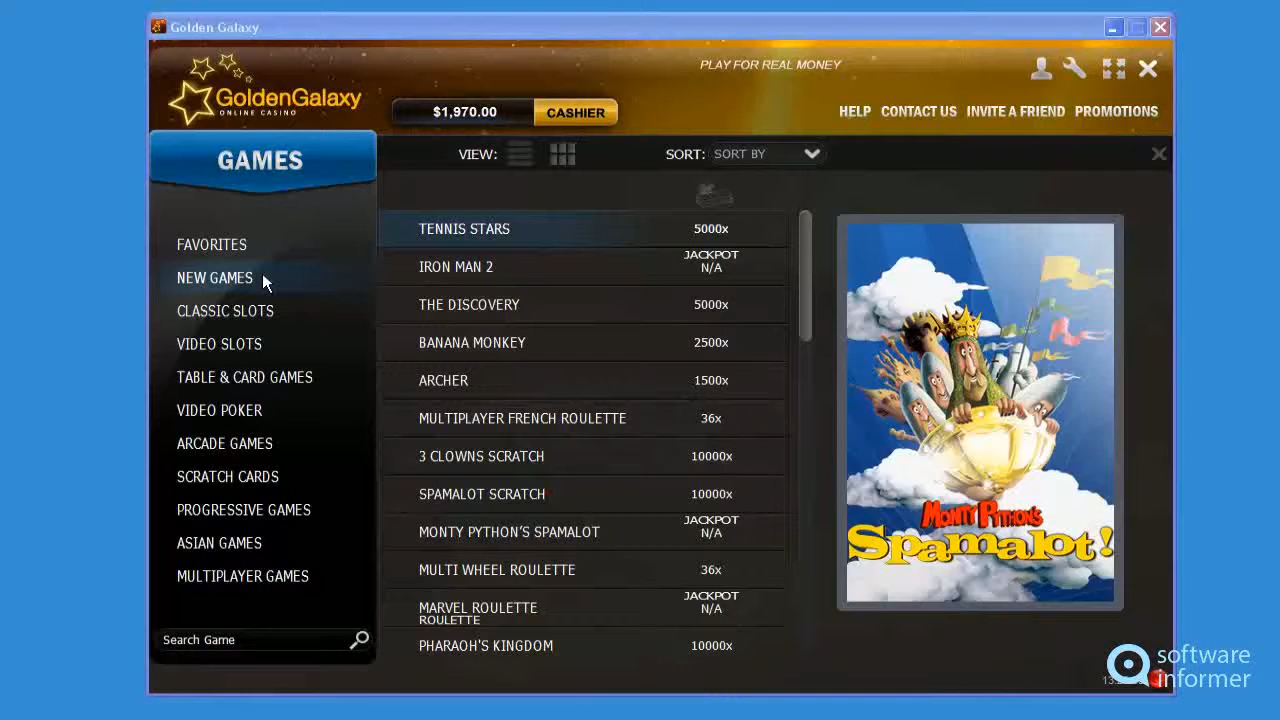 Golden Galaxy
PLAY FOR REAL MONEY
GoldenGalaxy
ONLINE CASINO
$1,970.00
CASHIER
HELP CONTACT US INVITE A FRIEND PROMOTIONS
GAMES
VIEW:
SORT: SORT BY
FAVORITES
NEW GAMES
CLASSIC SLOTS
VIDEO SLOTS
TABLE & CARD GAMES
VIDEO POKER
ARCADE GAMES
SCRATCH CARDS
PROGRESSIVE GAMES
ASIAN GAMES
MULTIPLAYER GAMES
Search Game
TENNIS STARS 5000x
IRON MAN 2 JACKPOT
N/A
THE DISCOVERY 5000x
BANANA MONKEY 2500x
ARCHER 1500x
MULTIPLAYER FRENCH ROULETTE 36x
3 CLOWNS SCRATCH 10000x
SPAMALOT SCRATCH 10000x
MONTY PYTHON'S SPAMALOT JACKPOT
N/A
MULTI WHEEL ROULETTE 36x
MARVEL ROULETTE JACKPOT
ROULETTE N/A
PHARAOH'S KINGDOM 10000x
MONTY PYTHON'S
Spamalot!
software
informer